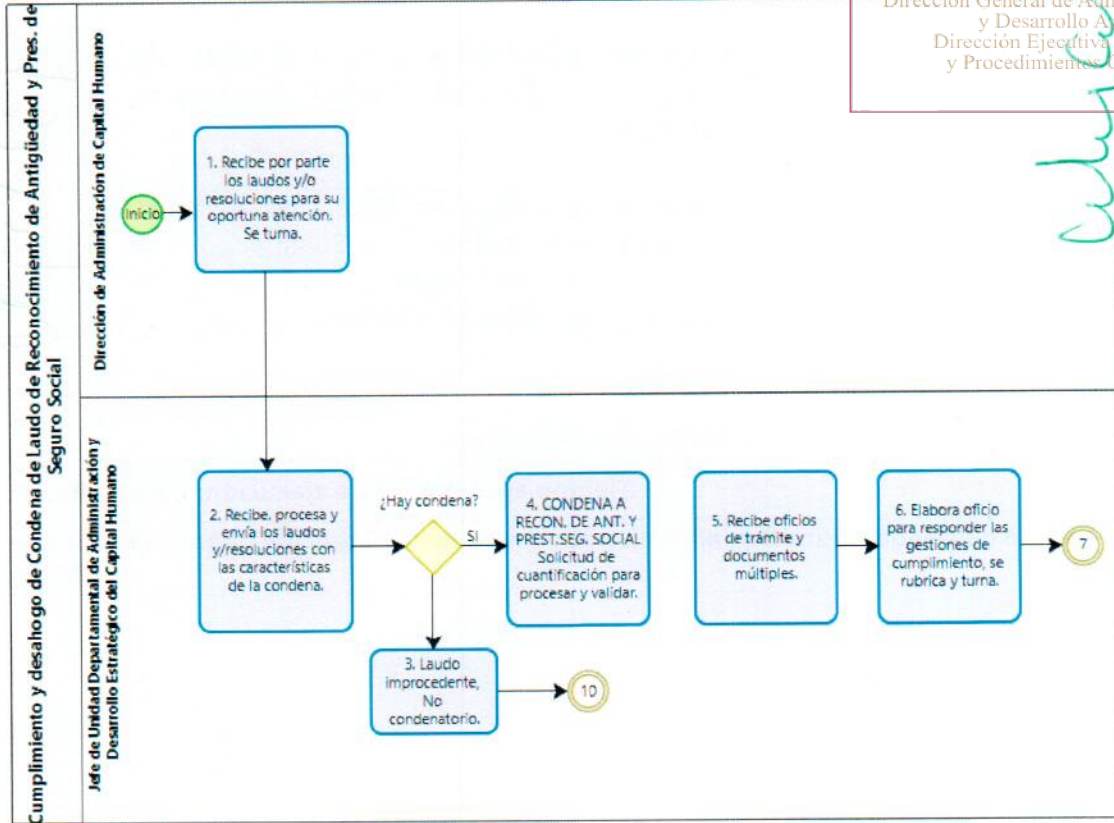 Dirección General de
y Desarrollo A
Dirección Ejecutiva
y Procedimientos
Cumplimiento y desahogo de Condena de Laudo de Reconocimiento de Antigüedad y Pres. de
Seguro Social
Dirección de Administración de Capital Humano
Inicio
1. Recibe por parte
los laudos y/o
resoluciones para su
oportuna atención.
Se turna.
Jefe de Unidad Departamental de Administración y
Desarrollo Estratégico del Capital Humano
2. Recibe, procesa y
envía los laudos
y/resoluciones con
las características
de la condena.
¿Hay condena?
SI
4. CONDENA A
RECON. DE ANT. Y
PREST.SEG. SOCIAL
Solicitud de
cuantificación para
procesar y validar.
3. Laudo
improcedente,
No
condenatorio.
10
5. Recibe oficios
de trámite y
documentos
múltiples.
6. Elabora oficio
para responder las
gestiones de
cumplimiento, se
rubrica y turna.
7